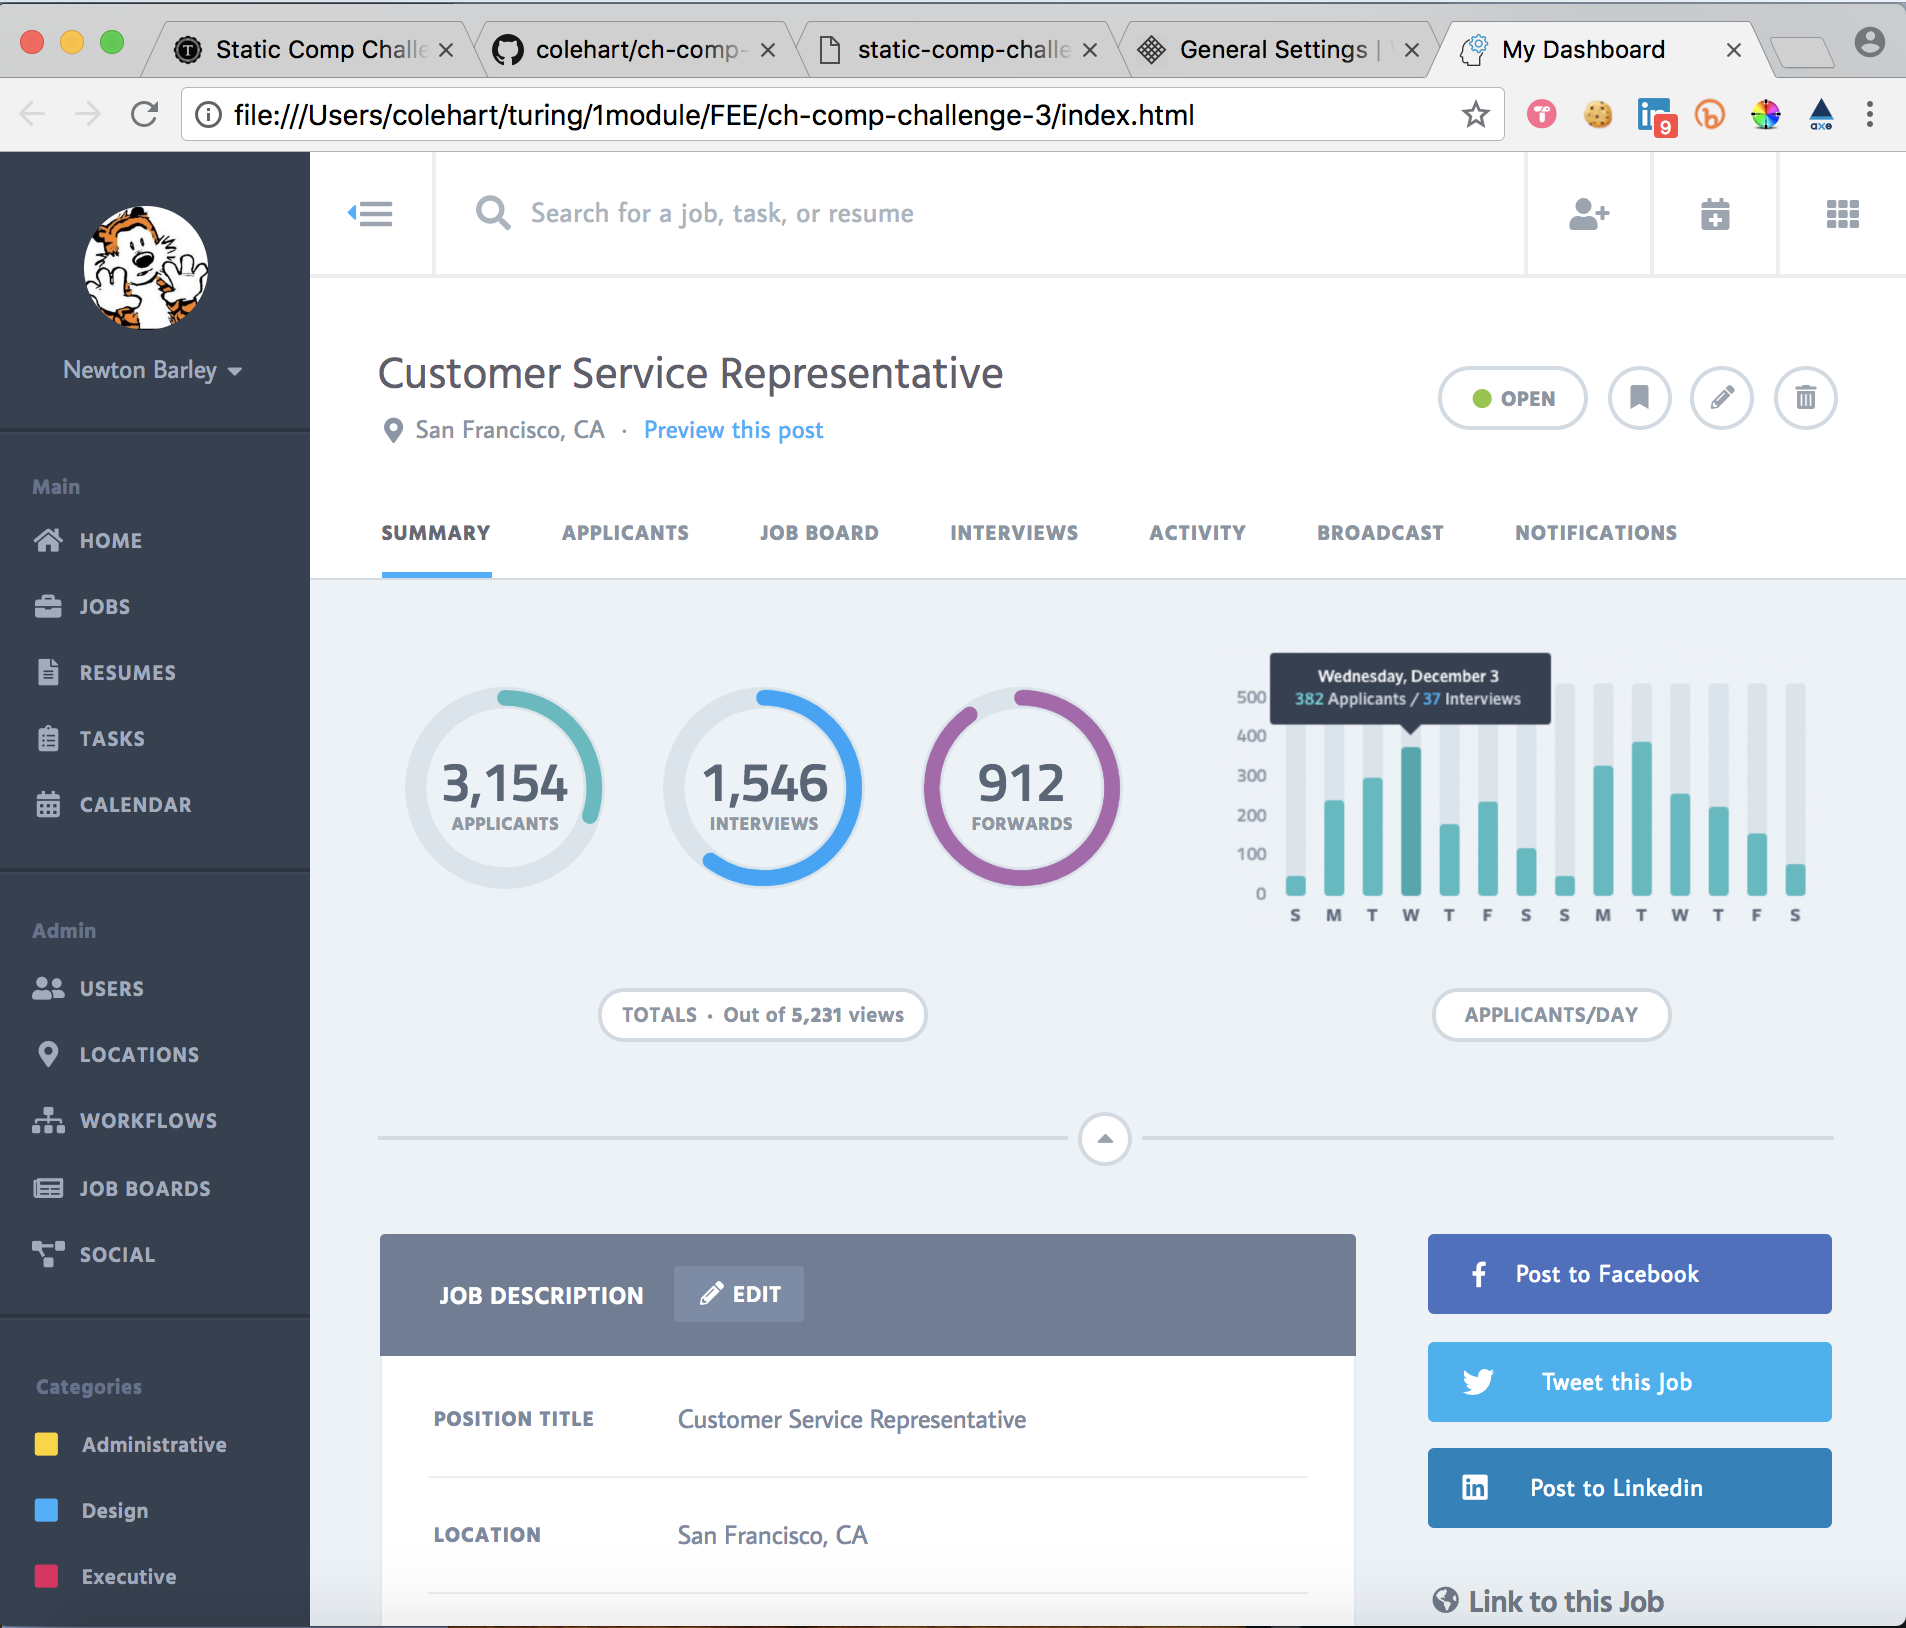 Static Comp Challe
colehart/ch-comp-
static-comp-challe
General Settings |
My Dashboard
file:///Users/colehart/turing/1module/FEE/ch-comp-challenge-3/index.html
9
axe
Newton Barley
Search for a job, task, or resume
Customer Service Representative
San Francisco, CA · Preview this post
OPEN
SUMMARY
APPLICANTS
JOB BOARD
INTERVIEWS
ACTIVITY
BROADCAST
NOTIFICATIONS
Main
HOME
JOBS
RESUMES
TASKS
CALENDAR
Admin
USERS
LOCATIONS
WORKFLOWS
JOB BOARDS
SOCIAL
Categories
Administrative
Design
Executive
3,154
APPLICANTS
1,546
INTERVIEWS
912
FORWARDS
TOTALS · Out of 5,231 views
Wednesday, December 3
382 Applicants / 37 Interviews
500
400
300
200
100
0
S M T W T F S S M T W T F S
APPLICANTS/DAY
JOB DESCRIPTION
EDIT
POSITION TITLE
Customer Service Representative
LOCATION
San Francisco, CA
Post to Facebook
Tweet this Job
in Post to Linkedin
Link to this Job